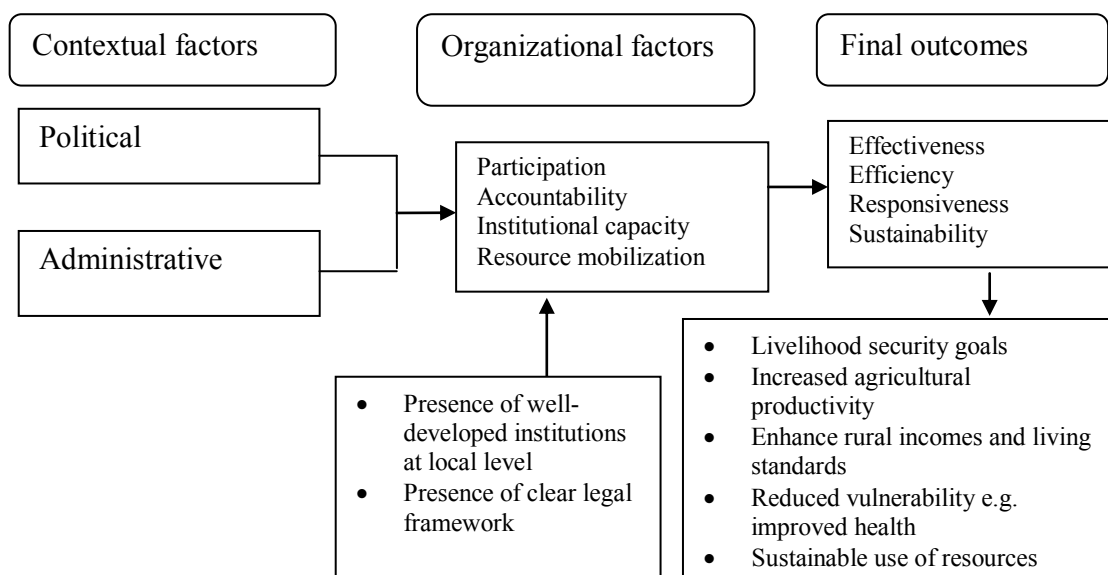 Contextual factors
Organizational factors
Final outcomes
Political
Administrative
Participation
Accountability
Institutional capacity
Resource mobilization
Effectiveness
Efficiency
Responsiveness
Sustainability
• Presence of well-
developed institutions
at local level
• Presence of clear legal
framework
• Livelihood security goals
• Increased agricultural
productivity
• Enhance rural incomes and living
standards
• Reduced vulnerability e.g.
improved health
• Sustainable use of resources